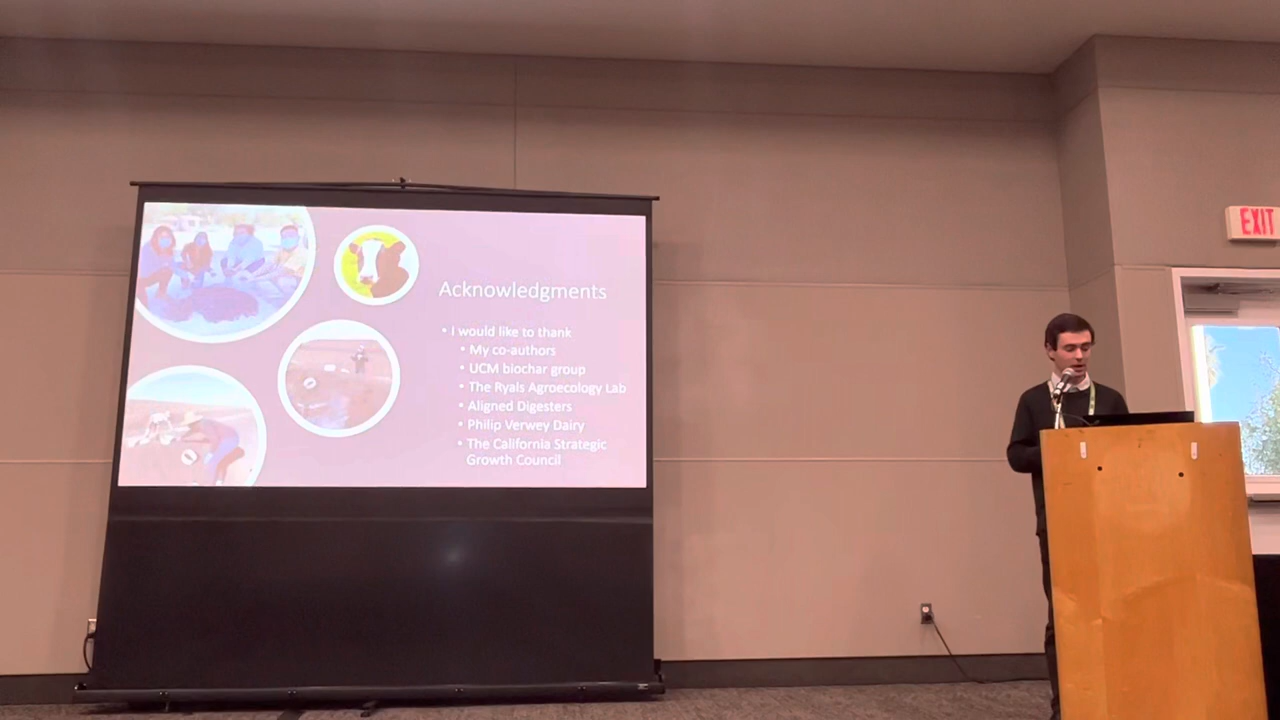 Acknowledgments
• I would like to thank
• My co-authors
• UCM biochar group
• The Ryals Agroecology Lab
• Aligned Digesters
• Philip Verwey Dairy
• The California Strategic
Growth Council
EXIT